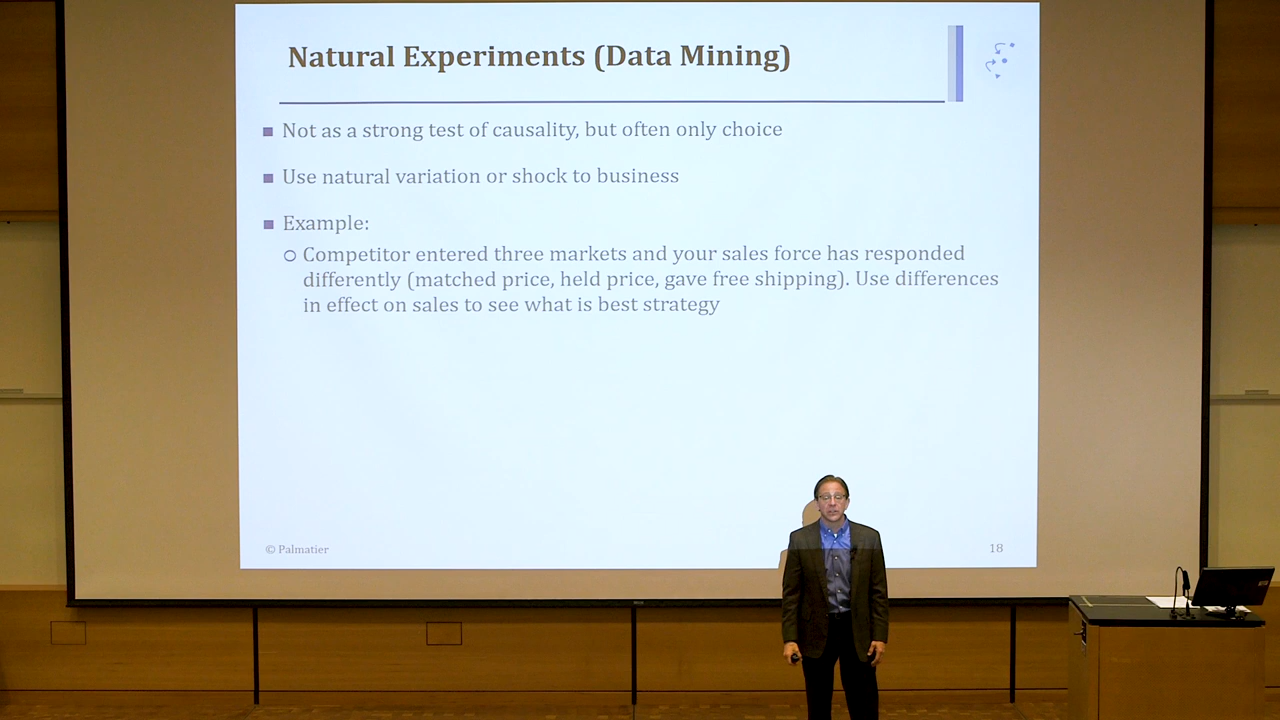 Natural Experiments (Data Mining)
Not as a strong test of causality, but often only choice
Use natural variation or shock to business
Example:
Competitor entered three markets and your sales force has responded
differently (matched price, held price, gave free shipping). Use differences
in effect on sales to see what is best strategy
© Palmatier
18